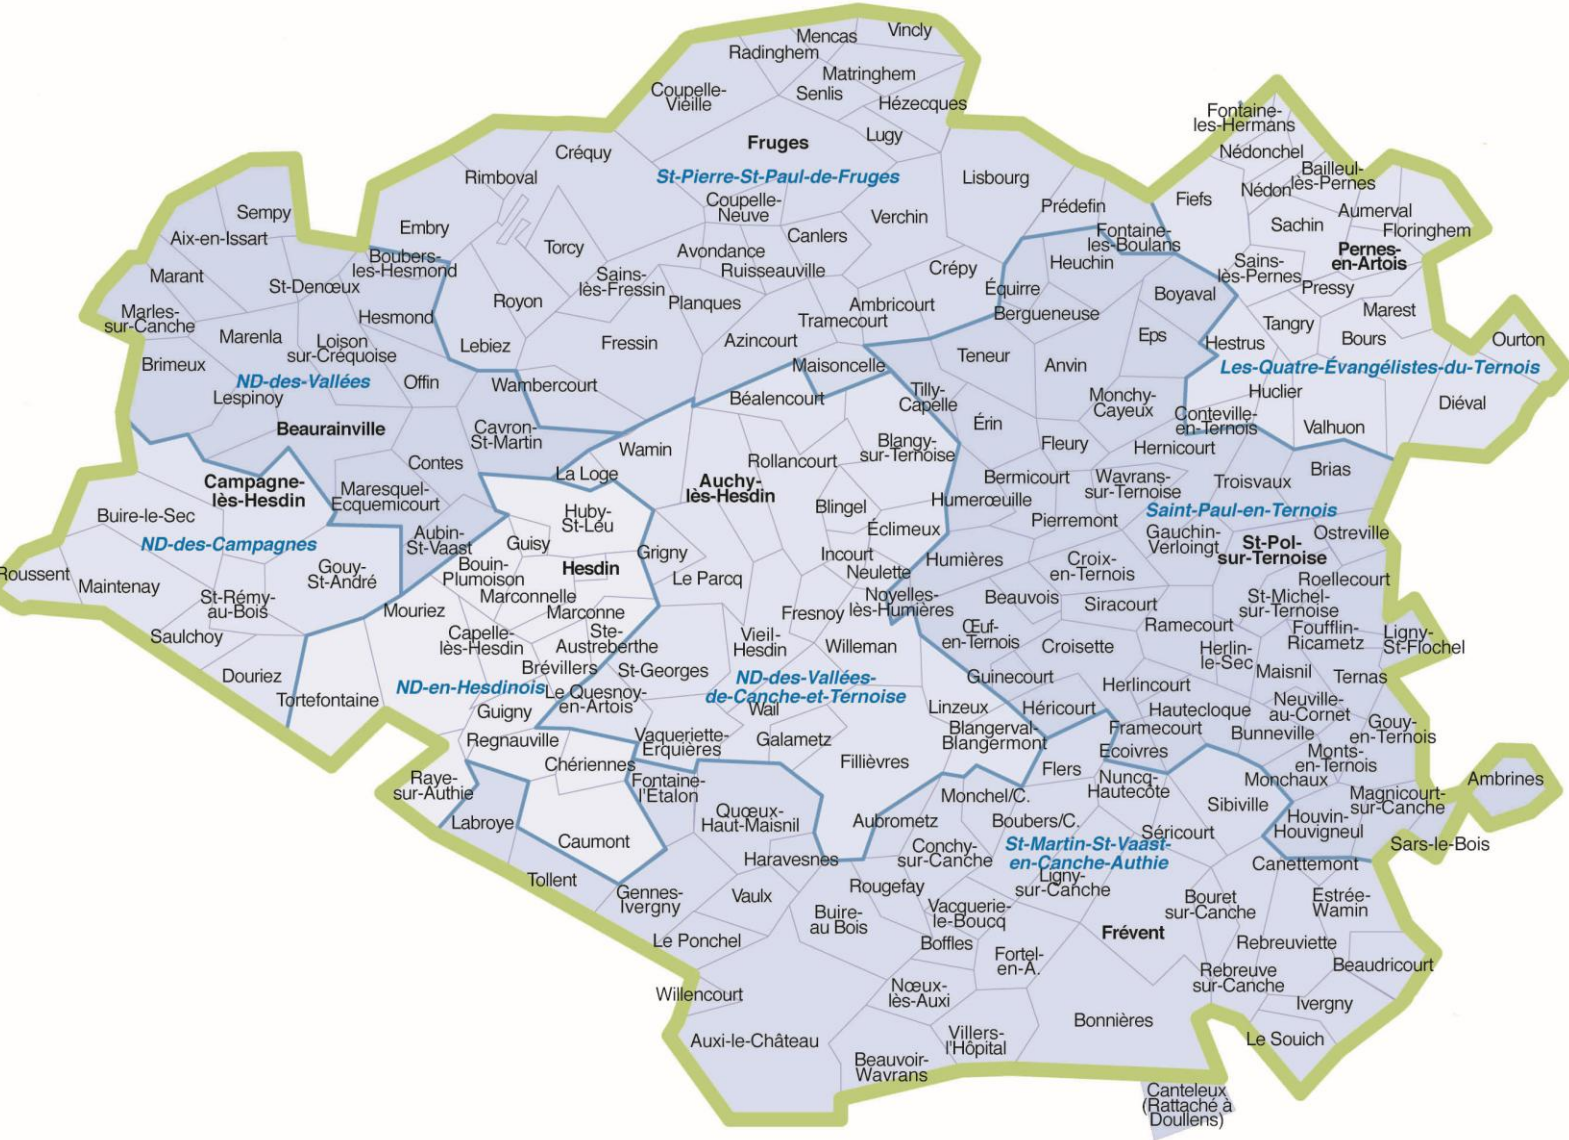 Vincly
Mencas
Radinghem
Matringhem
Coupelle-
Vieille
Senlis
Hézecques
Fontaine-
les-Hermans
Lugy
Fruges
Créquy
Nédonchel
Bailleul-
lès-Pernes
Rimboval
St-Pierre-St-Paul-de-Fruges
Lisbourg
Nédon
Fiefs
Coupelle-
Neuve
Prédefin
Aumerval
Sempy
Verchin
Sachin
Floringhem
Embry
Canlers
Fontaine-
les-Boulans
Aix-en-Issart
Torcy
Avondance
Pernes-
en-Artois
Boubers-
les-Hesmond
Heuchin
Sains-
lès-Pernes
Marant
Ruisseauville
Crépy
St-Denœux
Sains-
lès-Fressin
Équirre
Pressy
Royon
Planques
Boyaval
Ambricourt
Marest
Marles-
sur-Canche
Hesmond
Tramecourt
Bergueneuse
Tangry
Marenla
Loison
sur-Créquoise
Lebiez
Fressin
Azincourt
Eps
Hestrus
Bours
Ourton
Brimeux
Maisoncelle
Teneur
Anvin
Les-Quatre-Évangélistes-du-Ternois
ND-des-Vallées
Offin
Wambercourt
Lespinoy
Béalencourt
Tilly-
Capelle
Monchy-
Cayeux
Huclier
Diéval
Beaurainville
Cavron-
St-Martin
Érin
Conteville-
en-Ternois
Valhuon
Wamin
Blangy-
sur-Ternoise
Fleury
Hernicourt
Contes
Rollancourt
La Loge
Brias
Campagne-
lès-Hesdin
Auchy-
lès-Hesdin
Bermicourt
Wavrans-
sur-Ternoise
Troisvaux
Maresquel-
Ecquemicourt
Humerœuille
Blingel
Saint-Paul-en-Ternois
Buire-le-Sec
Huby-
St-Leu
Pierremont
Éclimeux
Gauchin-
Verloingt
Ostreville
Aubin-
St-Vaast
ND-des-Campagnes
Guisy
Grigny
Incourt
Humières
St-Pol-
sur-Ternoise
Roussent
Gouy-
St-André
Bouin-
Plumoison
Hesdin
Le Parcq
Neulette
Croix-
en-Ternois
Roellecourt
Maintenay
Marconnelle
Noyelles-
lès-Humières
Beauvois
St-Michel-
sur-Ternoise
St-Rémy-
au-Bois
Mouriez
Marconne
Fresnoy
Siracourt
Ramecourt
Foufflin-
Ricametz
Saulchoy
Capelle-
lès-Hesdin
Ste-
Austreberthe
Vieil-
Hesdin
Willeman
Œuf-
en-Ternois
Croisette
Herlin-
le-Sec
Ligny-
St-Flochel
Douriez
Brévillers
St-Georges
Guinecourt
Maisnil
Ternas
Tortefontaine
ND-en-Hesdinois
Le Quesnoy-
en-Artois
ND-des-Vallées-
de-Canche-et-Ternoise
Herlincourt
Guigny
Wail
Linzeux
Héricourt
Hautecloque
Neuville-
au-Cornet
Gouy-
en-Ternois
Regnauville
Vaqueriette-
Erquières
Galametz
Blangerval-
Blangermont
Framecourt
Bunneville
Ecoivres
Monts-
en-Ternois
Chériennes
Fillièvres
Flers
Raye-
sur-Authie
Fontaine-
l'Etalon
Nuncq-
Hautecôte
Monchaux
Ambrines
Monchel/C.
Magnicourt-
sur-Canche
Labroye
Quœux-
Haut-Maisnil
Aubrometz
Boubers/C.
Sibiville
Houvin-
Houvigneul
Caumont
Séricourt
Conchy-
sur-Canche
St-Martin-St-Vaast-
en-Canche-Authie
Sars-le-Bois
Haravesnes
Canettemont
Tollent
Rougefay
Ligny-
sur-Canche
Gennes-
Ivergny
Vaulx
Bouret
sur-Canche
Estrée-
Wamin
Buire-
au Bois
Vacquerie-
le-Boucq
Frévent
Le Ponchel
Boffles
Rebreuviette
Fortel-
en-A.
Beaudricourt
Rebreuve
sur-Canche
Willencourt
Nœux-
lès-Auxi
Ivergny
Bonnières
Auxi-le-Château
Villers-
l'Hôpital
Le Souich
Beauvoir-
Wavrans
Canteleux
(Rattaché à
Doullens)